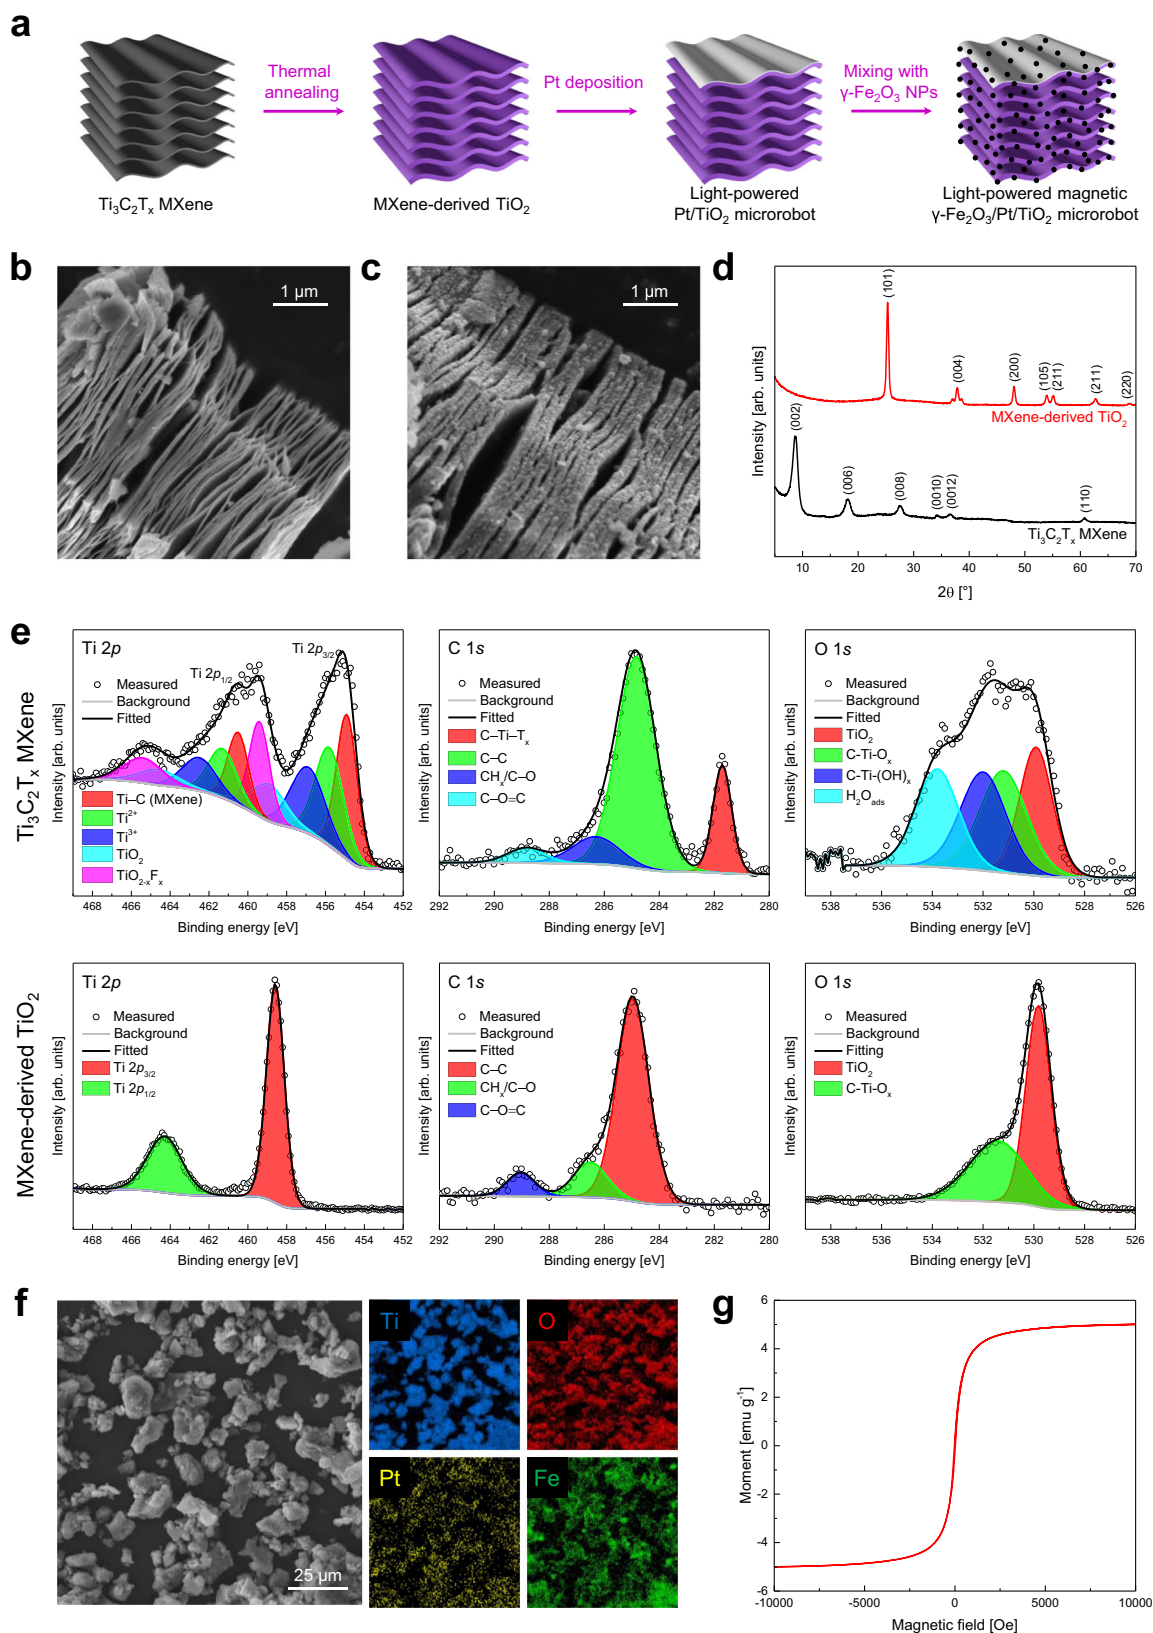 a
Thermal
annealing
Pt deposition
Mixing with
γ-Fe₂O₃ NPs
Ti₃C₂Tₓ MXene
MXene-derived TiO₂
Light-powered
Pt/TiO₂ microrobot
Light-powered magnetic
γ-Fe₂O₃/Pt/TiO₂ microrobot
b
1 µm
c
1 µm
d
Intensity [arb. units]
(101)
(004)
(200)
(105)
(211)
(211)
(220)
MXene-derived TiO₂
(002)
(006)
(008)
(0010)
(0012)
(110)
Ti₃C₂Tₓ MXene
10 20 30 40 50 60 70
2θ [°]
e
Ti₃C₂Tₓ MXene
Intensity [arb. units]
Ti 2p
Ti 2p₁/₂
Ti 2p₃/₂
Measured
Background
Fitted
Ti–C (MXene)
Ti²⁺
Ti³⁺
TiO₂
TiO₂₋ₓFₓ
468 466 464 462 460 458 456 454 452
Binding energy [eV]
Intensity [arb. units]
C 1s
Measured
Background
Fitted
C–Ti–Tₓ
C–C
CHₓ/C–O
C–O=C
292 290 288 286 284 282 280
Binding energy [eV]
Intensity [arb. units]
O 1s
Measured
Background
Fitted
TiO₂
C-Ti-Oₓ
C-Ti-(OH)ₓ
H₂O_ads
538 536 534 532 530 528 526
Binding energy [eV]
MXene-derived TiO₂
Intensity [arb. units]
Ti 2p
Measured
Background
Fitted
Ti 2p₃/₂
Ti 2p₁/₂
468 466 464 462 460 458 456 454 452
Binding energy [eV]
Intensity [arb. units]
C 1s
Measured
Background
Fitted
C–C
CHₓ/C–O
C–O=C
292 290 288 286 284 282 280
Binding energy [eV]
Intensity [arb. units]
O 1s
Measured
Background
Fitting
TiO₂
C-Ti-Oₓ
538 536 534 532 530 528 526
Binding energy [eV]
f
25 µm
Ti
O
Pt
Fe
g
Moment [emu g⁻¹]
6
4
2
0
-2
-4
-6
-10000 -5000 0 5000 10000
Magnetic field [Oe]